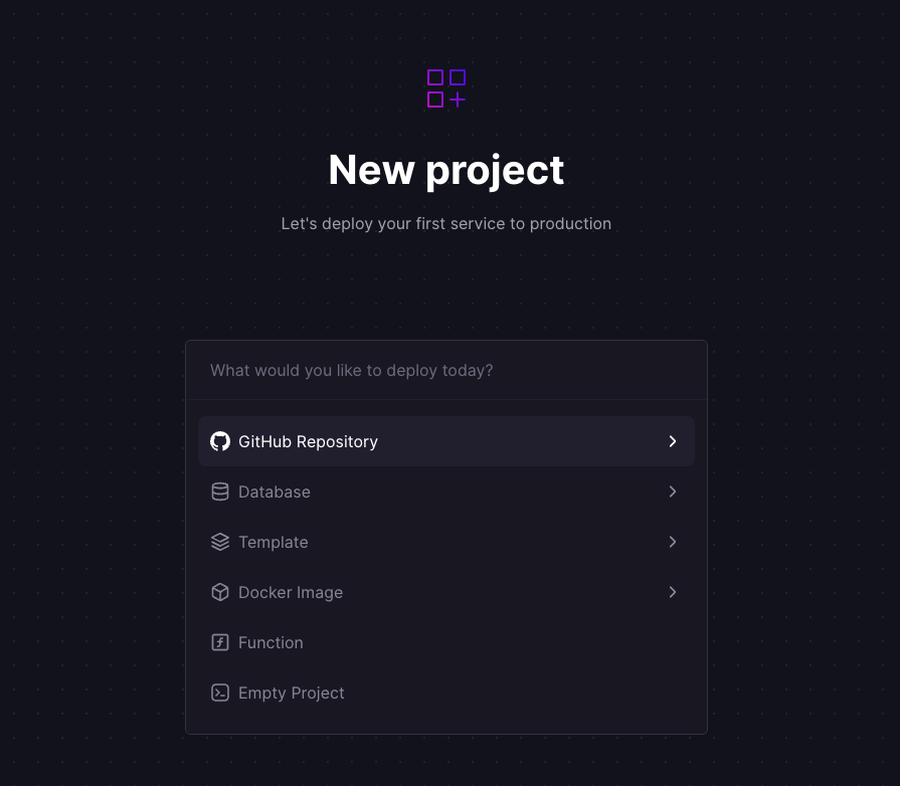 New project
Let's deploy your first service to production
What would you like to deploy today?
GitHub Repository
Database
Template
Docker Image
Function
Empty Project